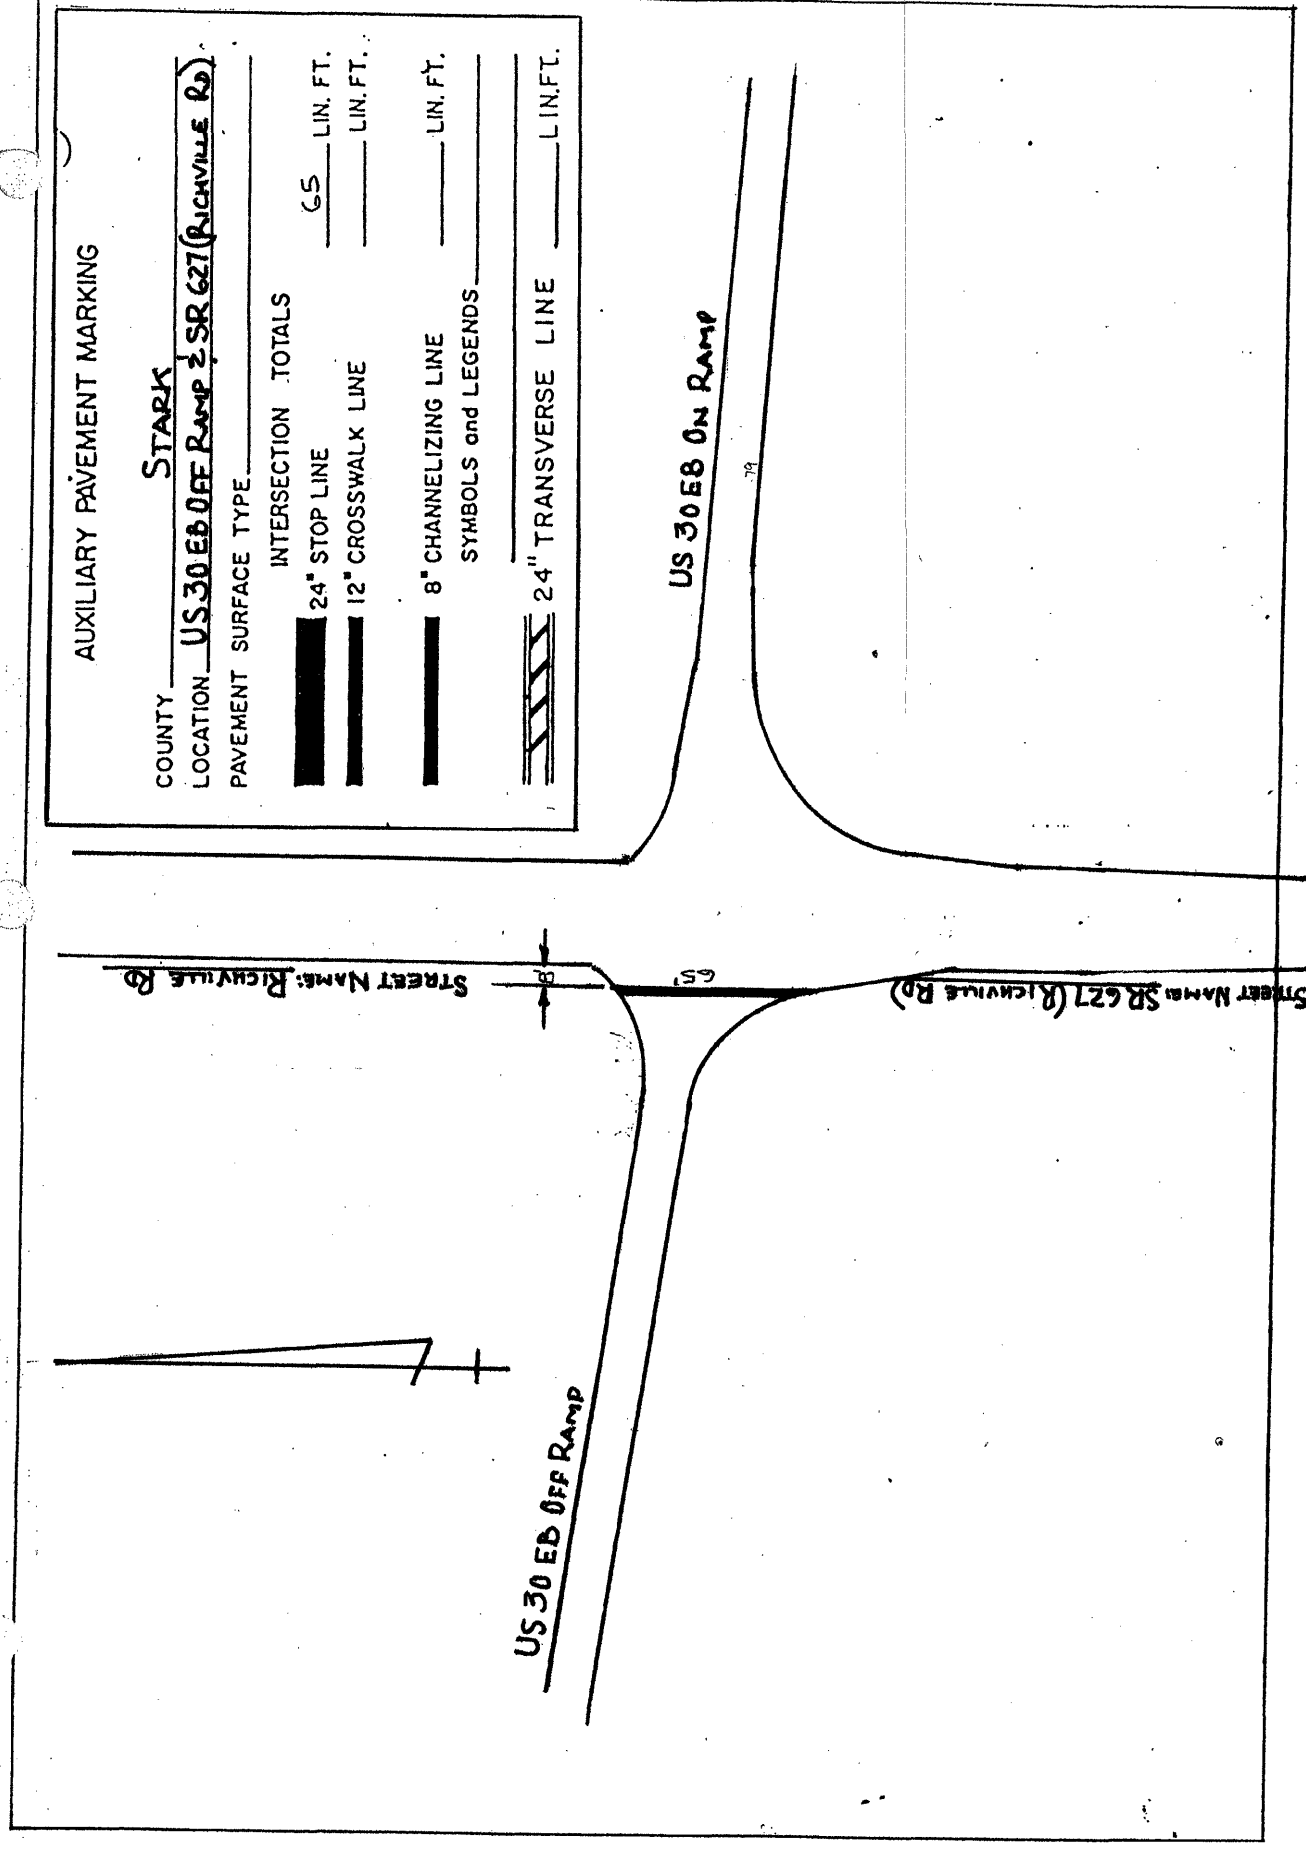 AUXILIARY PAVEMENT MARKING
COUNTY STARK
LOCATION US 30 EB OFF RAMP & SR 627 (RICHVILLE RD)
PAVEMENT SURFACE TYPE
INTERSECTION TOTALS
24" STOP LINE 65 LIN. FT.
12" CROSSWALK LINE LIN. FT.
8" CHANNELIZING LINE LIN. FT.
SYMBOLS and LEGENDS
24" TRANSVERSE LINE LIN. FT.
US 30 EB ON RAMP
STREET NAME: RICHVILLE RD
65'
STREET NAME: SR 627 (RICHVILLE RD)
US 30 EB OFF RAMP